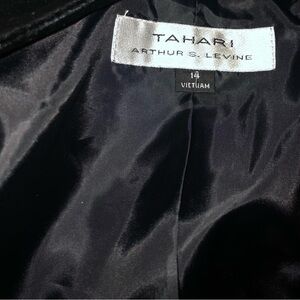 TAHARI
ARTHUR S. LEVINE
14
VIETNAM